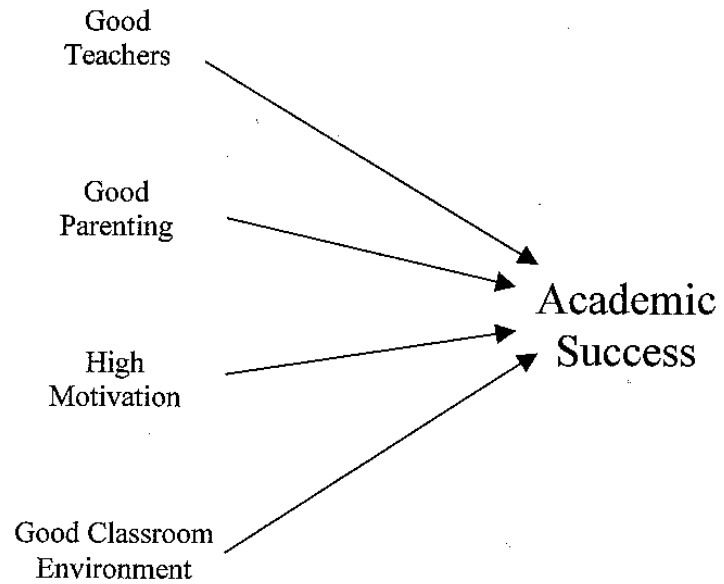 Good
Teachers
Good
Parenting
Academic
Success
High
Motivation
Good Classroom
Environment